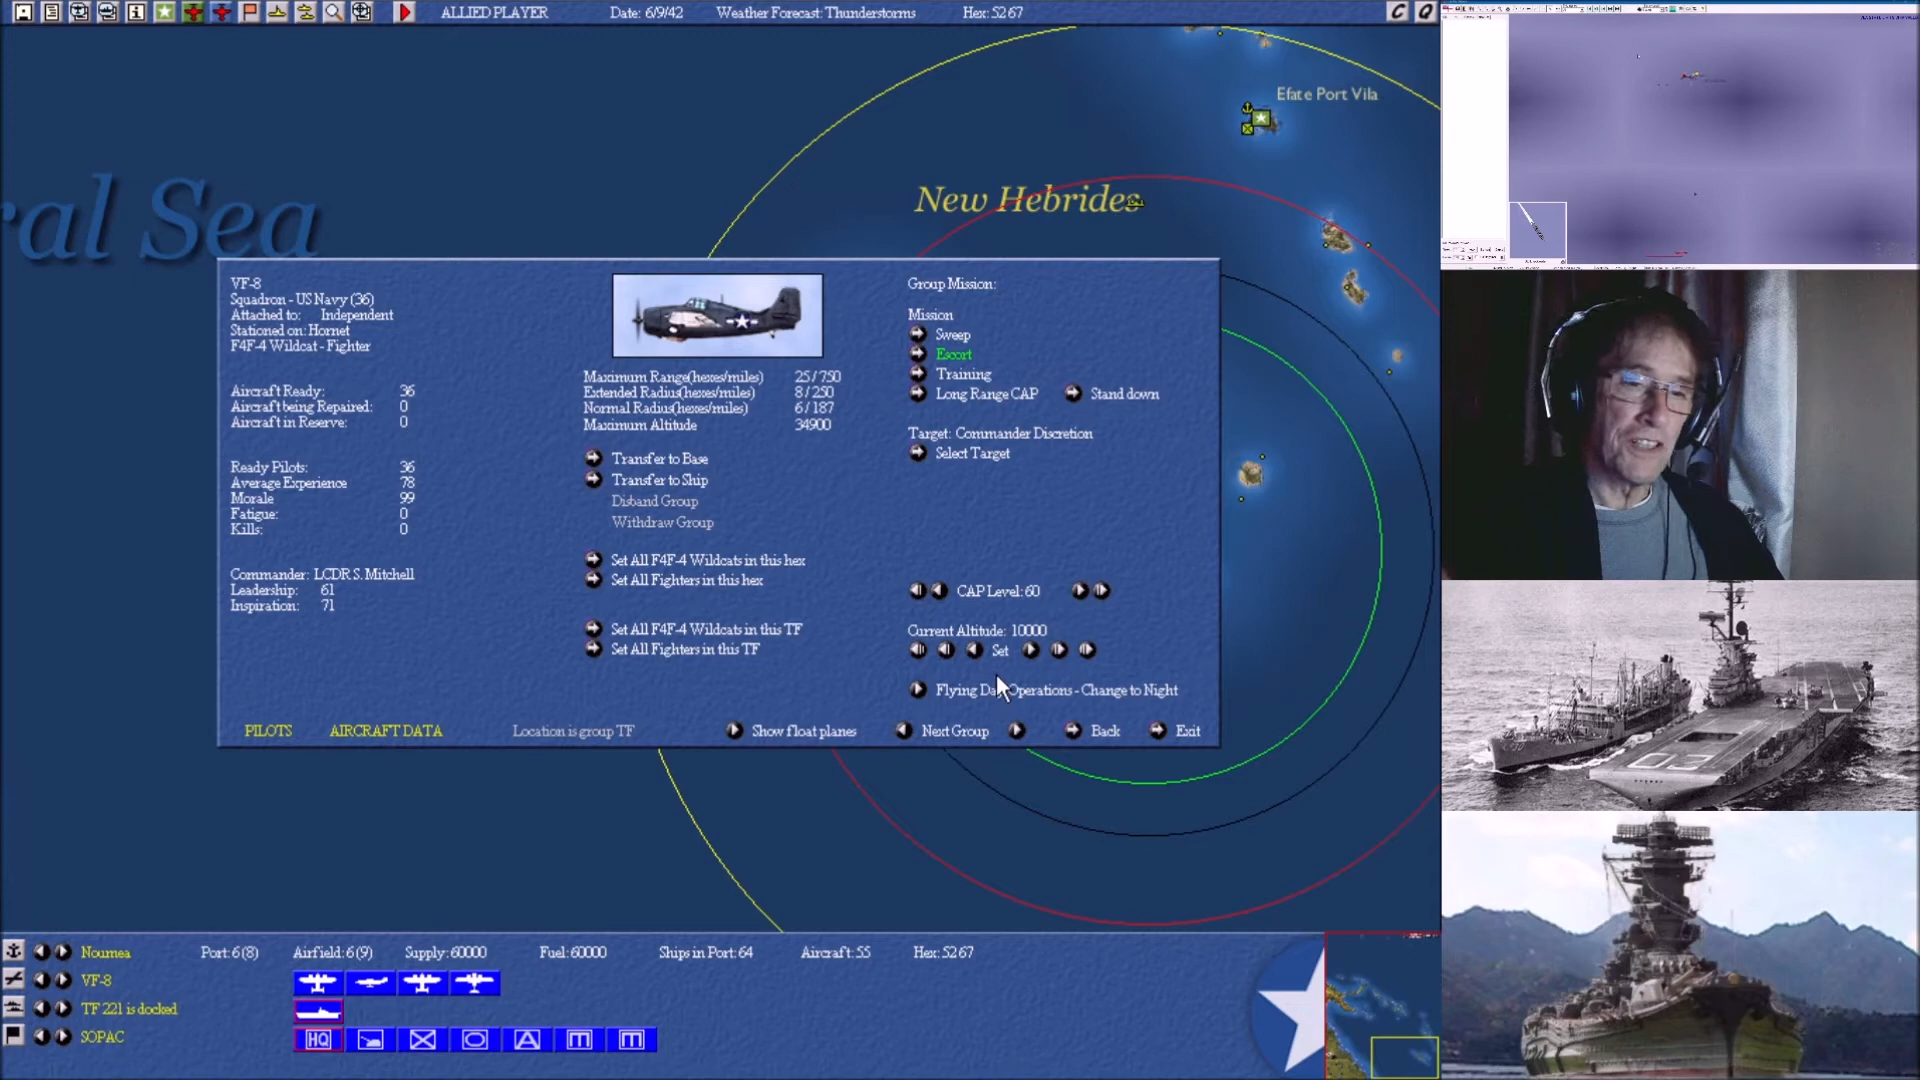 ALLIED PLAYER Date: 6/9/42 Weather Forecast: Thunderstorms Hex: 52 67
C Q
Efate Port Vila
New Hebrides
ral Sea
VF-8
Squadron - US Navy (36)
Attached to: Independent
Stationed on: Hornet
F4F-4 Wildcat - Fighter
Aircraft Ready: 36
Aircraft being Repaired: 0
Aircraft in Reserve: 0
Ready Pilots: 36
Average Experience 78
Morale 99
Fatigue: 0
Kills: 0
Commander: LCDR S. Mitchell
Leadership: 61
Inspiration: 71
Maximum Range(hexes/miles) 25 / 750
Extended Radius(hexes/miles) 8 / 250
Normal Radius(hexes/miles) 6 / 187
Maximum Altitude 34900
Transfer to Base
Transfer to Ship
Disband Group
Withdraw Group
Set All F4F-4 Wildcats in this hex
Set All Fighters in this hex
Set All F4F-4 Wildcats in this TF
Set All Fighters in this TF
Group Mission:
Mission
Sweep
Escort
Training
Long Range CAP Stand down
Target: Commander Discretion
Select Target
CAP Level: 60
Current Altitude: 10000
Set
Flying Day Operations - Change to Night
PILOTS AIRCRAFT DATA Location is group TF Show float planes Next Group Back Exit
Noumea Port: 6 (8) Airfield: 6 (9) Supply: 60000 Fuel: 60000 Ships in Port: 64 Aircraft: 55 Hex: 52 67
VF-8
TF 221 is docked
SOPAC
HQ